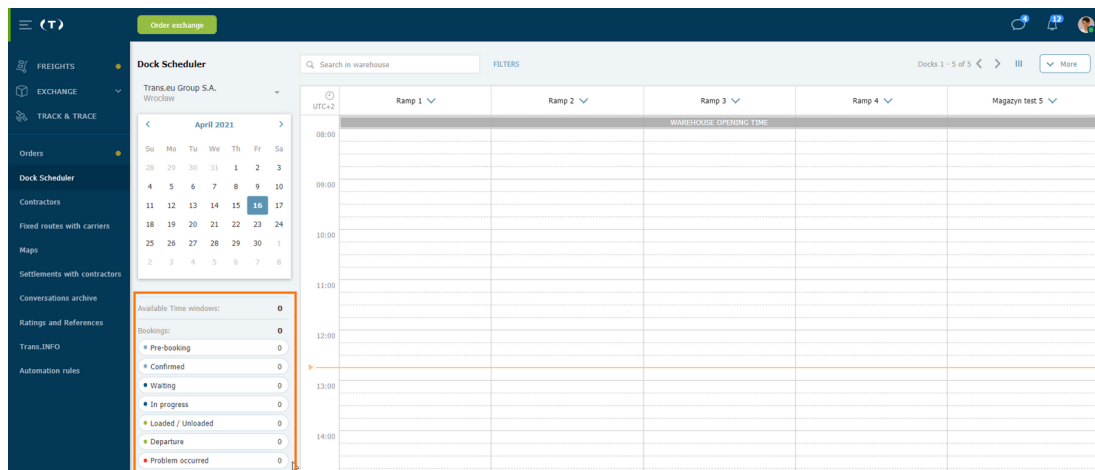 (T)
Order exchange
4
12
FREIGHTS
EXCHANGE
TRACK & TRACE
Orders
Dock Scheduler
Contractors
Fixed routes with carriers
Maps
Settlements with contractors
Conversations archive
Ratings and References
Trans.INFO
Automation rules
Dock Scheduler
Trans.eu Group S.A.
Wrocław
April 2021
Su Mo Tu We Th Fr Sa
28 29 30 31 1 2 3
4 5 6 7 8 9 10
11 12 13 14 15 16 17
18 19 20 21 22 23 24
25 26 27 28 29 30 1
2 3 4 5 6 7 8
Available Time windows: 0
Bookings: 0
Pre-booking 0
Confirmed 0
Waiting 0
In progress 0
Loaded / Unloaded 0
Departure 0
Problem occurred 0
Search in warehouse
FILTERS
Docks 1 - 5 of 5
More
UTC+2
Ramp 1
Ramp 2
Ramp 3
Ramp 4
Magazyn test 5
WAREHOUSE OPENING TIME
08:00
09:00
10:00
11:00
12:00
13:00
14:00